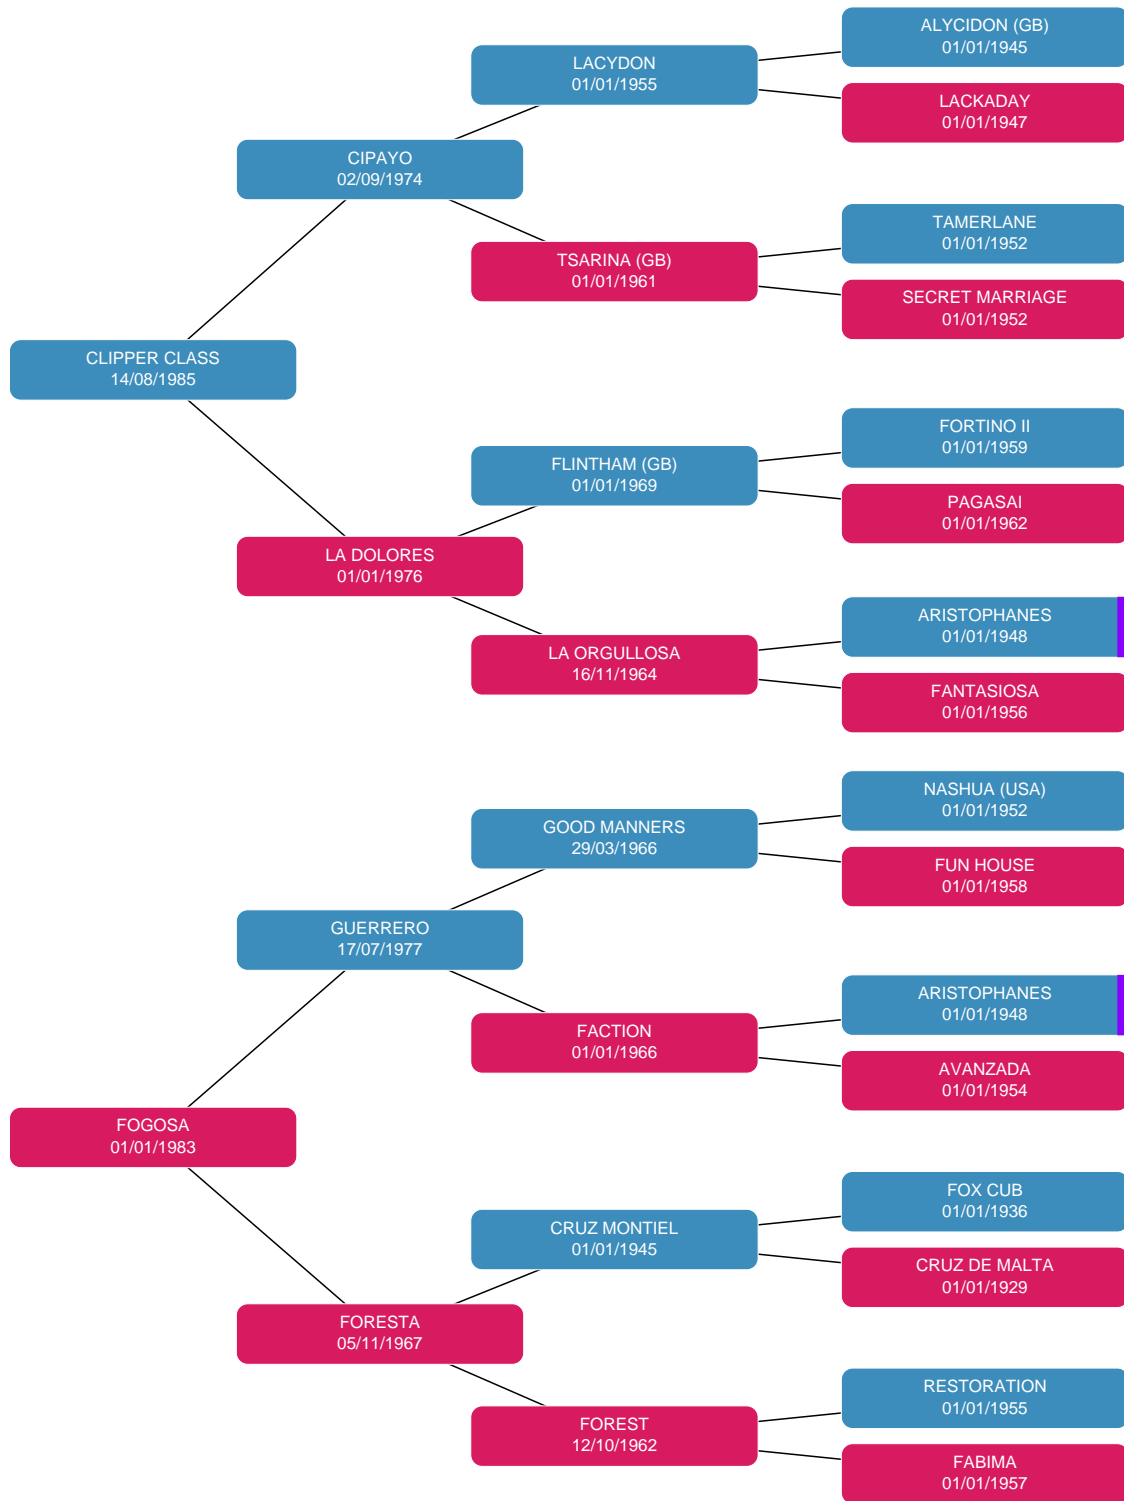 ALYCIDON (GB)
01/01/1945
LACYDON
01/01/1955
LACKADAY
01/01/1947
CIPAYO
02/09/1974
TAMERLANE
01/01/1952
TSARINA (GB)
01/01/1961
SECRET MARRIAGE
01/01/1952
CLIPPER CLASS
14/08/1985
FORTINO II
01/01/1959
FLINTHAM (GB)
01/01/1969
PAGASAI
01/01/1962
LA DOLORES
01/01/1976
ARISTOPHANES
01/01/1948
LA ORGULLOSA
16/11/1964
FANTASIOSA
01/01/1956
NASHUA (USA)
01/01/1952
GOOD MANNERS
29/03/1966
FUN HOUSE
01/01/1958
GUERRERO
17/07/1977
ARISTOPHANES
01/01/1948
FACTION
01/01/1966
AVANZADA
01/01/1954
FOGOSA
01/01/1983
FOX CUB
01/01/1936
CRUZ MONTIEL
01/01/1945
CRUZ DE MALTA
01/01/1929
FORESTA
05/11/1967
RESTORATION
01/01/1955
FOREST
12/10/1962
FABIMA
01/01/1957